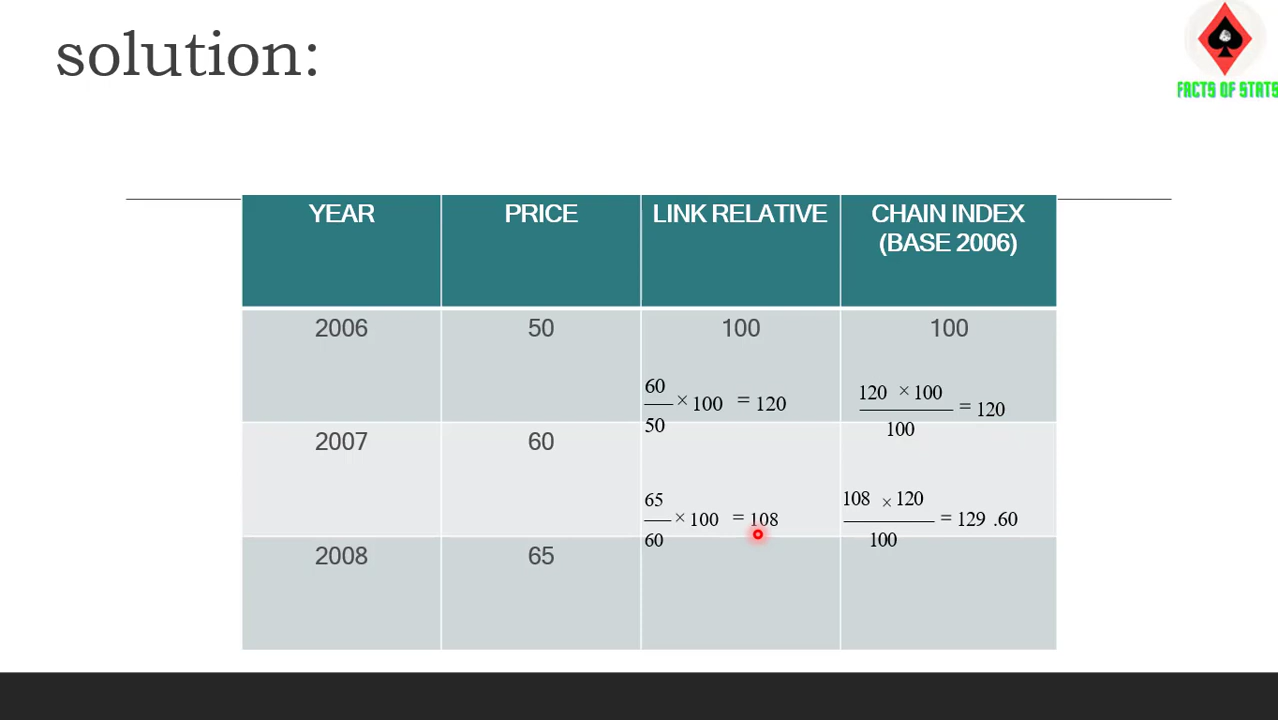 solution:
FACTS OF STATS
YEAR PRICE LINK RELATIVE CHAIN INDEX (BASE 2006)
2006 50 100 100
60/50 × 100 = 120
120 × 100/100 = 120
2007 60
65/60 × 100 = 108
108 × 120/100 = 129 .60
2008 65